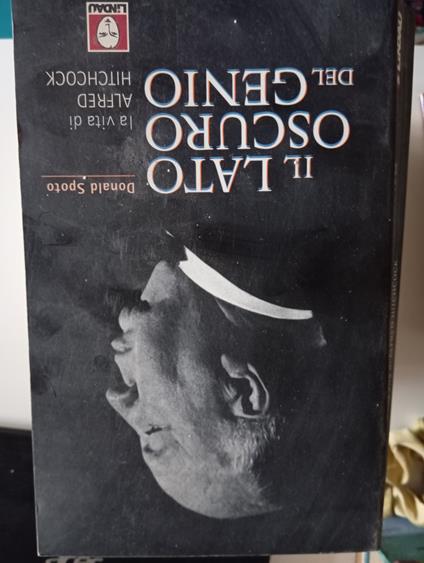 Donald Spoto
IL LATO
OSCURO
DEL GENIO
la vita di
ALFRED
HITCHCOCK
LiNDAU